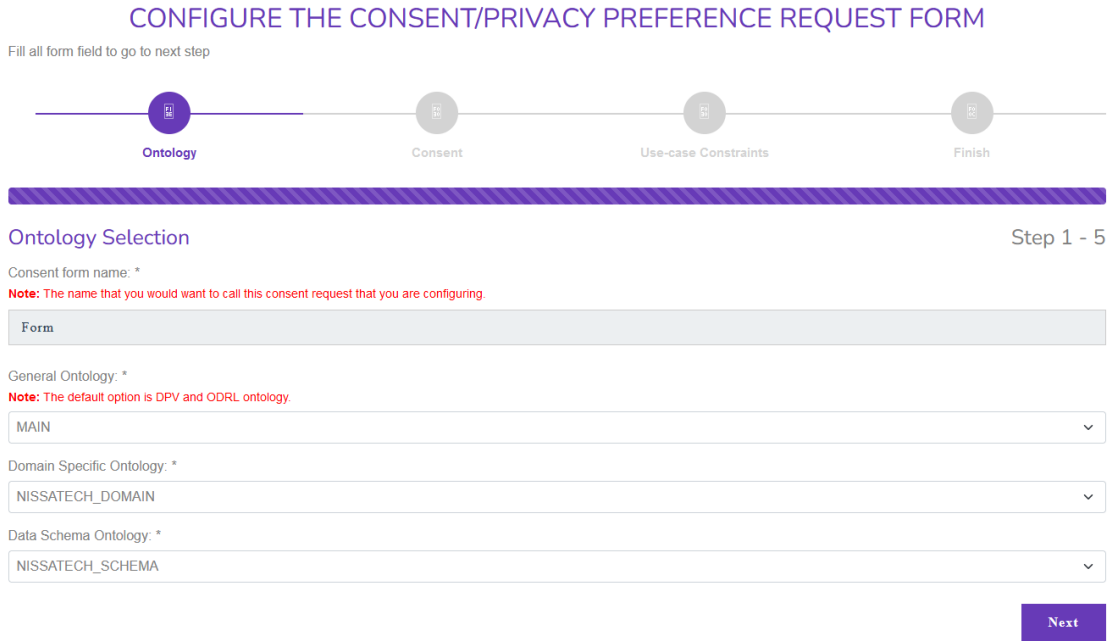 CONFIGURE THE CONSENT/PRIVACY PREFERENCE REQUEST FORM
Fill all form field to go to next step
Ontology
Consent
Use-case Constraints
Finish
Ontology Selection
Step 1 - 5
Consent form name: *
Note: The name that you would want to call this consent request that you are configuring.
Form
General Ontology: *
Note: The default option is DPV and ODRL ontology.
MAIN
Domain Specific Ontology: *
NISSATECH_DOMAIN
Data Schema Ontology: *
NISSATECH_SCHEMA
Next